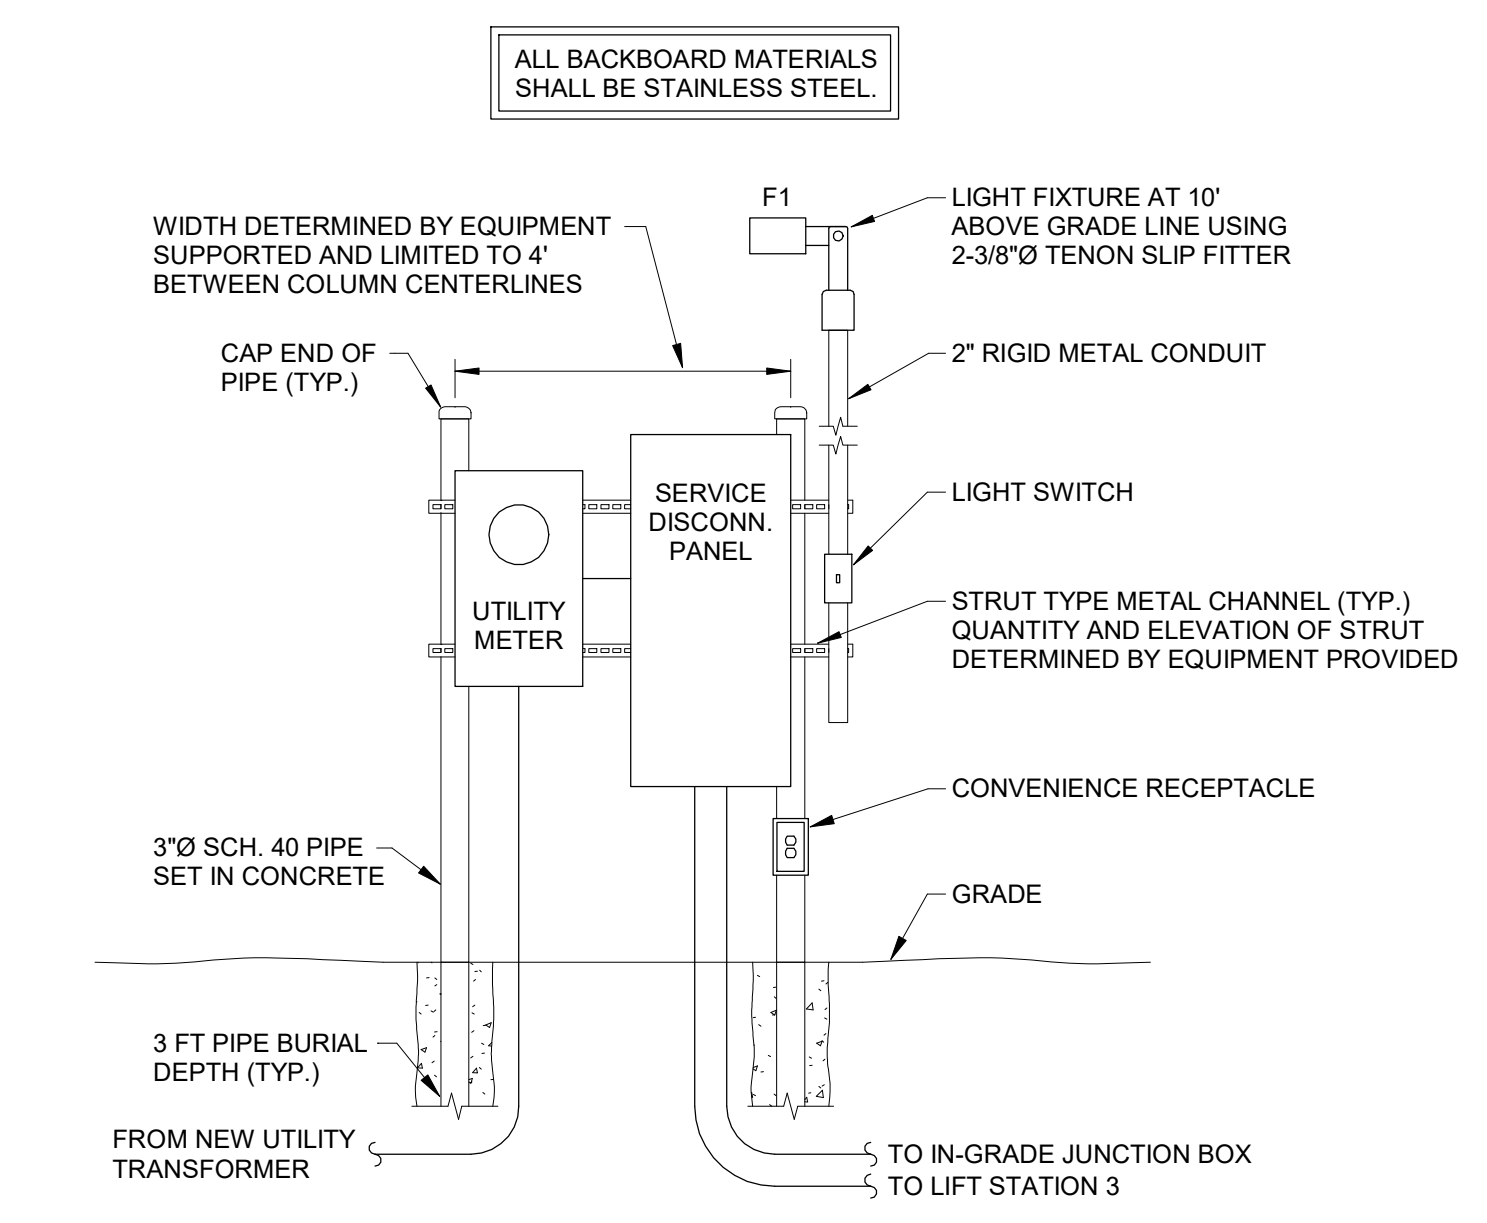 ALL BACKBOARD MATERIALS
SHALL BE STAINLESS STEEL.
F1
LIGHT FIXTURE AT 10'
ABOVE GRADE LINE USING
2-3/8"Ø TENON SLIP FITTER
WIDTH DETERMINED BY EQUIPMENT
SUPPORTED AND LIMITED TO 4'
BETWEEN COLUMN CENTERLINES
CAP END OF
PIPE (TYP.)
2" RIGID METAL CONDUIT
SERVICE
DISCONN.
PANEL
LIGHT SWITCH
UTILITY
METER
STRUT TYPE METAL CHANNEL (TYP.)
QUANTITY AND ELEVATION OF STRUT
DETERMINED BY EQUIPMENT PROVIDED
CONVENIENCE RECEPTACLE
3"Ø SCH. 40 PIPE
SET IN CONCRETE
GRADE
3 FT PIPE BURIAL
DEPTH (TYP.)
FROM NEW UTILITY
TRANSFORMER
TO IN-GRADE JUNCTION BOX
TO LIFT STATION 3